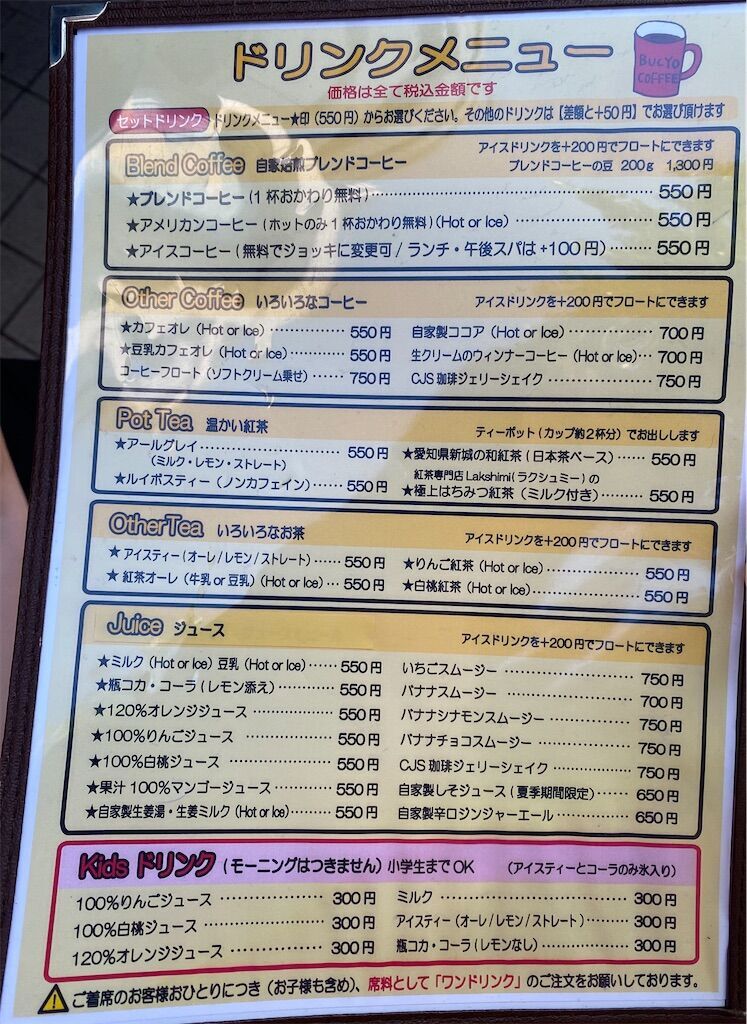 ドリンクメニュー
BUCYO COFFEE
価格は全て税込金額です
セットドリンク ドリンクメニュー★印（550円）からお選びください。その他のドリンクは【差額と+50円】でお選び頂けます
Blend Coffee 自家焙煎ブレンドコーヒー
アイスドリンクを+200円でフロートにできます
ブレンドコーヒーの豆 200g 1,300円
★ブレンドコーヒー（1杯おかわり無料）…… 550円
★アメリカンコーヒー（ホットのみ1杯おかわり無料）（Hot or Ice）…… 550円
★アイスコーヒー（無料でジョッキに変更可 / ランチ・午後スパは+100円）…… 550円
Other Coffee いろいろなコーヒー アイスドリンクを+200円でフロートにできます
★カフェオレ（Hot or Ice）…… 550円
★豆乳カフェオレ（Hot or Ice）…… 550円
コーヒーフロート（ソフトクリーム乗せ）…… 750円
自家製ココア（Hot or Ice）…… 700円
生クリームのウィンナーコーヒー（Hot or Ice）… 700円
CJS珈琲ジェリーシェイク…… 750円
Pot Tea 温かい紅茶 ティーポット（カップ約2杯分）でお出しします
★アールグレイ…… 550円
（ミルク・レモン・ストレート）
★ルイボスティー（ノンカフェイン）…… 550円
★愛知県新城の和紅茶（日本茶ベース）…… 550円
紅茶専門店Lakshimi（ラクシュミー）の
★極上はちみつ紅茶（ミルク付き）…… 550円
OtherTea いろいろなお茶 アイスドリンクを+200円でフロートにできます
★アイスティー（オーレ/レモン/ストレート）…… 550円
★紅茶オーレ（牛乳or豆乳）（Hot or Ice）… 550円
★りんご紅茶（Hot or Ice）…… 550円
★白桃紅茶（Hot or Ice）…… 550円
Juice ジュース アイスドリンクを+200円でフロートにできます
★ミルク（Hot or Ice）豆乳（Hot or Ice）…… 550円
★瓶コカ・コーラ（レモン添え）…… 550円
★120%オレンジジュース…… 550円
★100%りんごジュース…… 550円
★100%白桃ジュース…… 550円
★果汁100%マンゴージュース…… 550円
★自家製生姜湯・生姜ミルク（Hot or Ice）…… 550円
いちごスムージー…… 750円
バナナスムージー…… 700円
バナナシナモンスムージー…… 750円
バナナチョコスムージー…… 750円
CJS珈琲ジェリーシェイク…… 750円
自家製しそジュース（夏季期間限定）…… 650円
自家製辛口ジンジャーエール…… 650円
Kids ドリンク（モーニングはつきません）小学生までOK （アイスティーとコーラのみ氷入り）
100%りんごジュース…… 300円
100%白桃ジュース…… 300円
120%オレンジジュース…… 300円
ミルク…… 300円
アイスティー（オーレ/レモン/ストレート）…… 300円
瓶コカ・コーラ（レモンなし）…… 300円
ご着席のお客様おひとりにつき（お子様も含め）、席料として「ワンドリンク」のご注文をお願いしております。